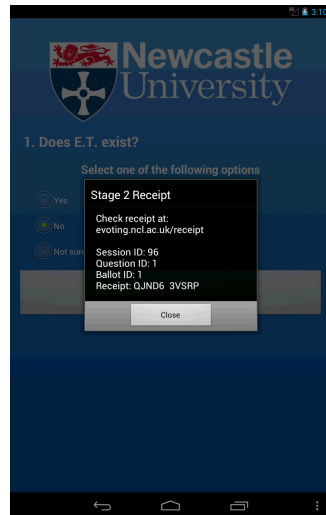 3:10
Newcastle
University
1. Does E.T. exist?
Select one of the following options
Yes
No
Not sur
Stage 2 Receipt
Check receipt at:
evoting.ncl.ac.uk/receipt
Session ID: 96
Question ID: 1
Ballot ID: 1
Receipt: QJND6 3VSRP
Close